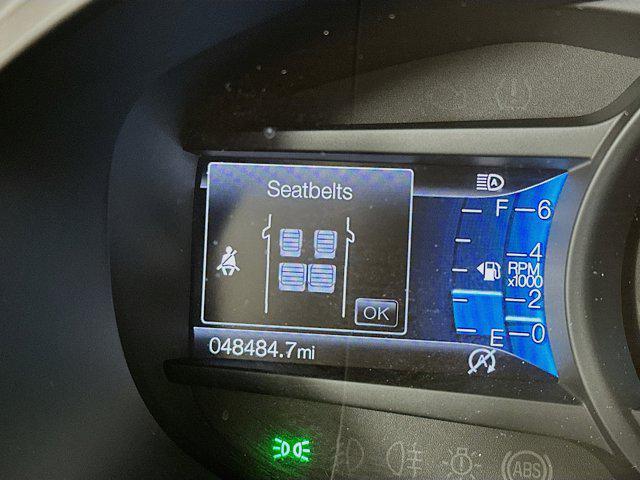 Seatbelts
OK
048484.7mi
F
E
6
4
RPM
x1000
2
0
A
A
ABS